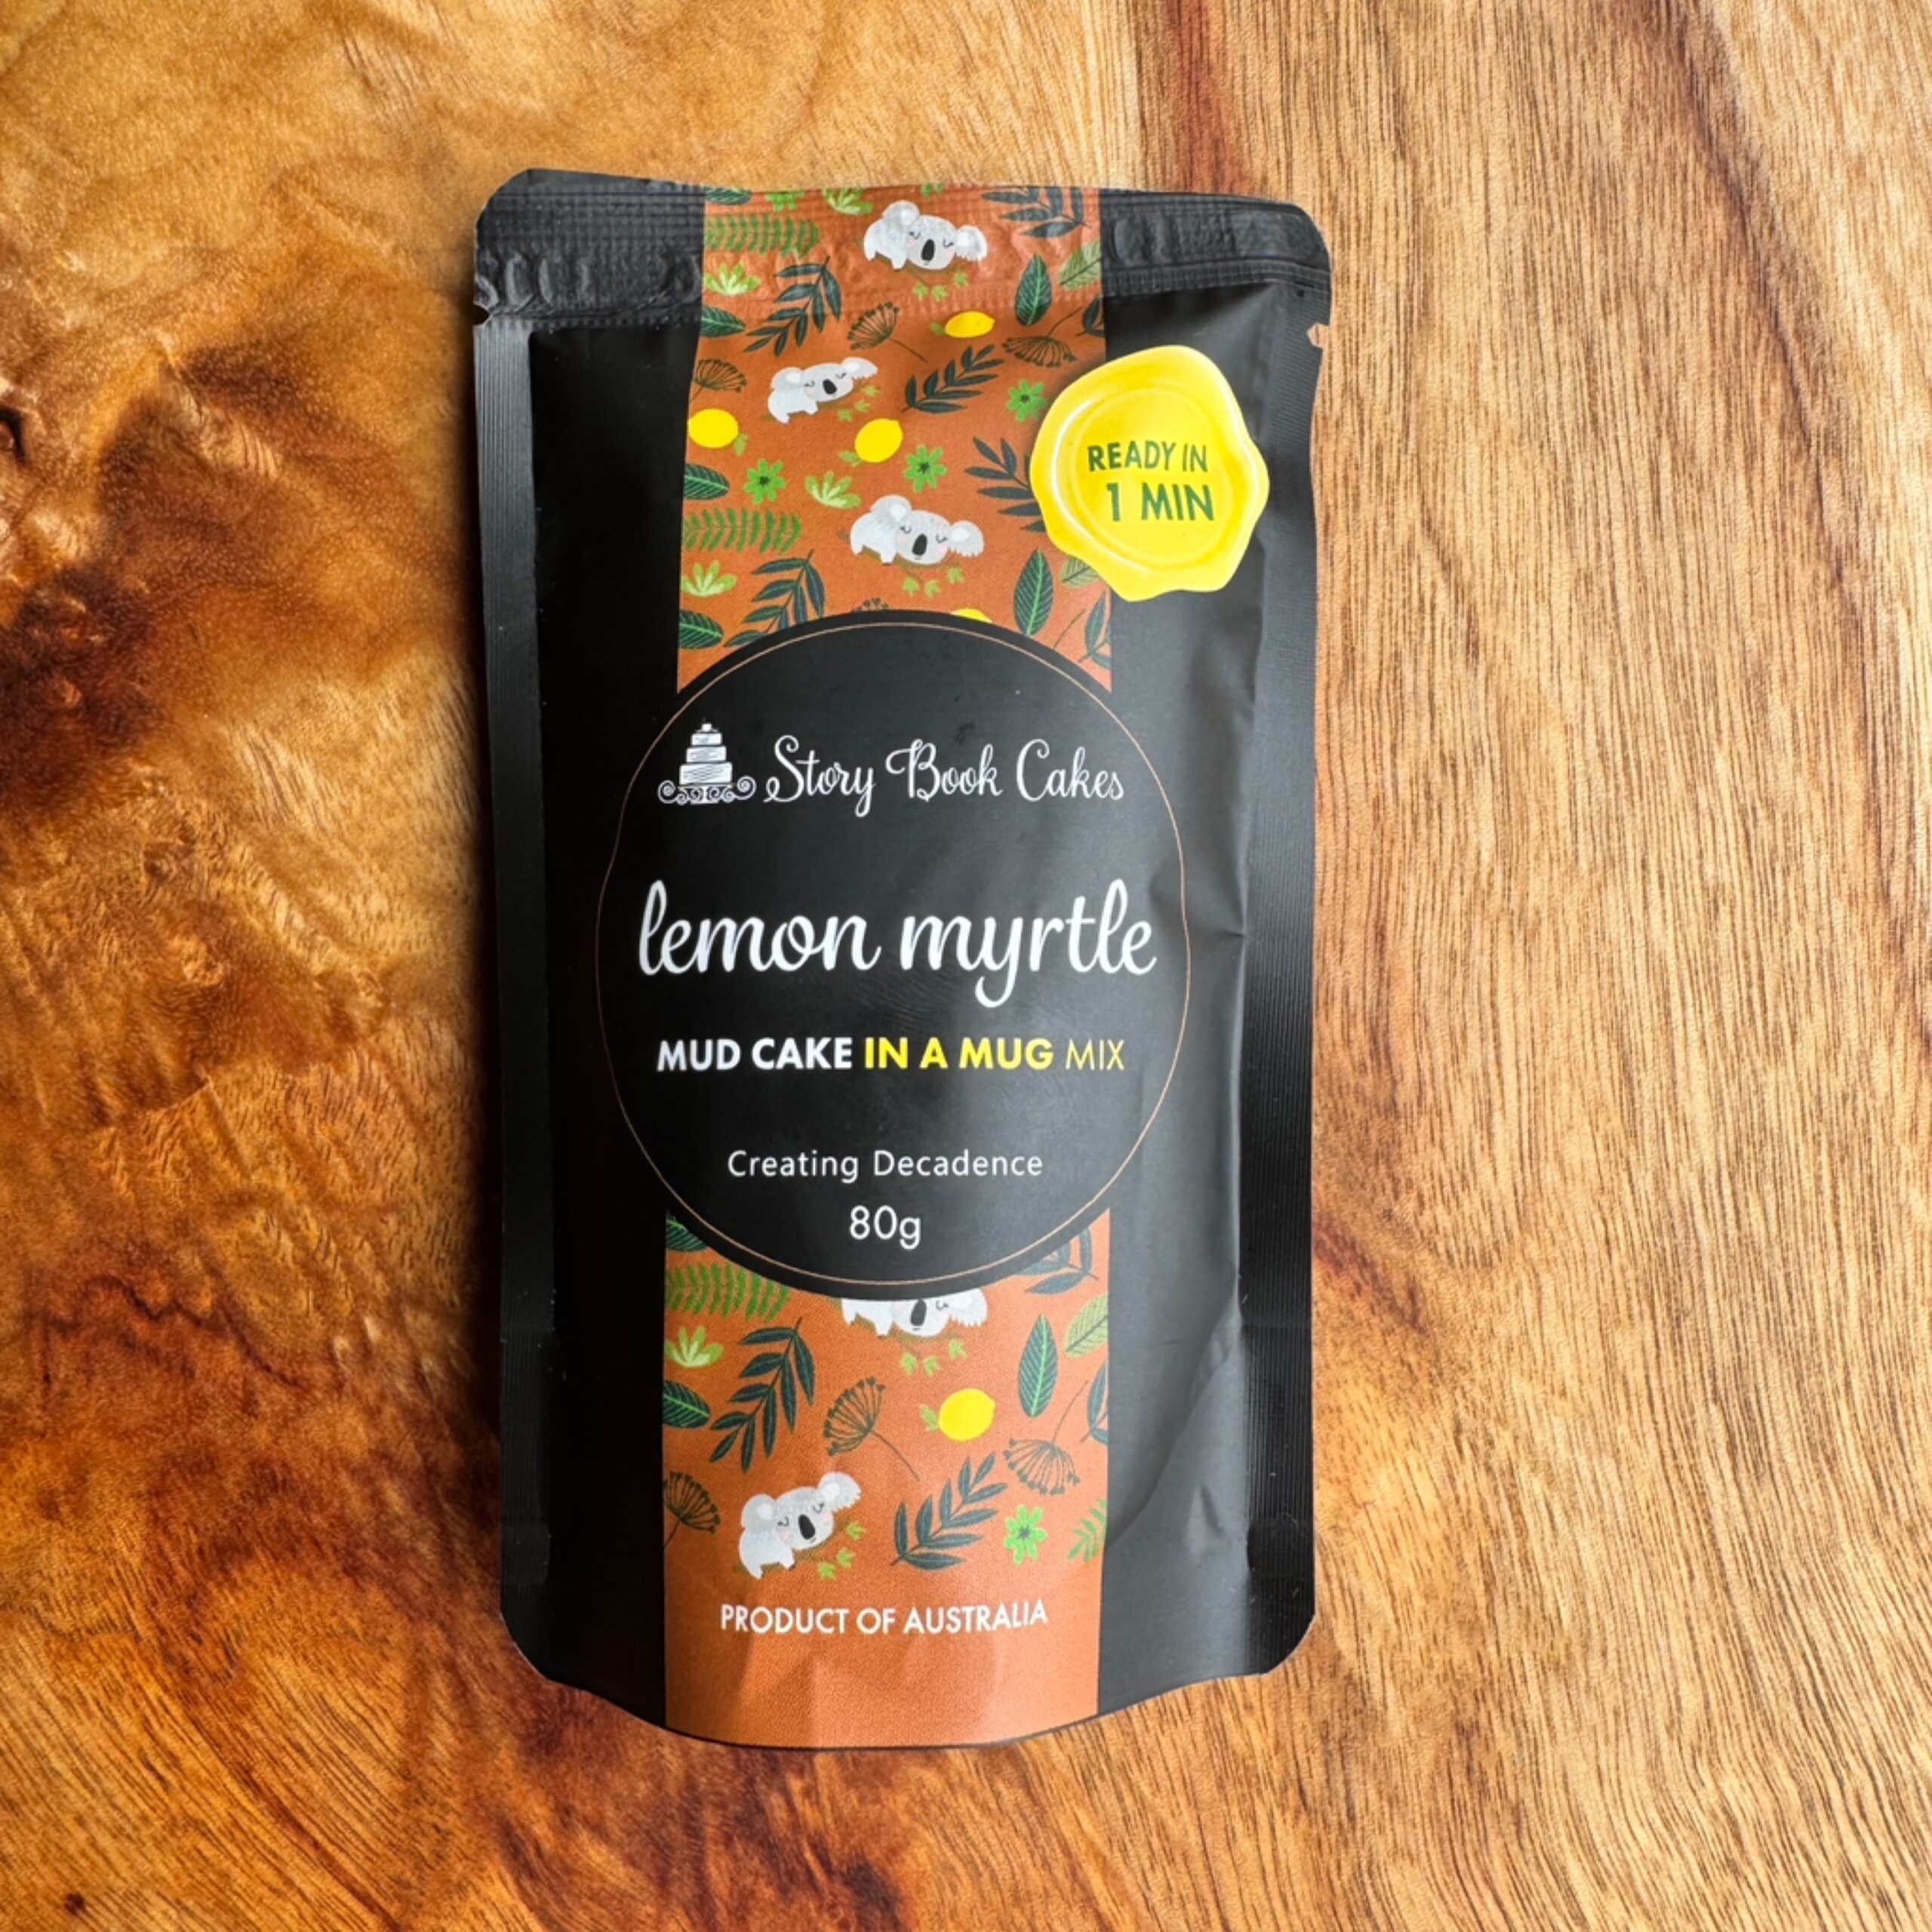 READY IN
1 MIN
Story Book Cakes
lemon myrtle
MUD CAKE IN A MUG MIX
Creating Decadence
80g
PRODUCT OF AUSTRALIA